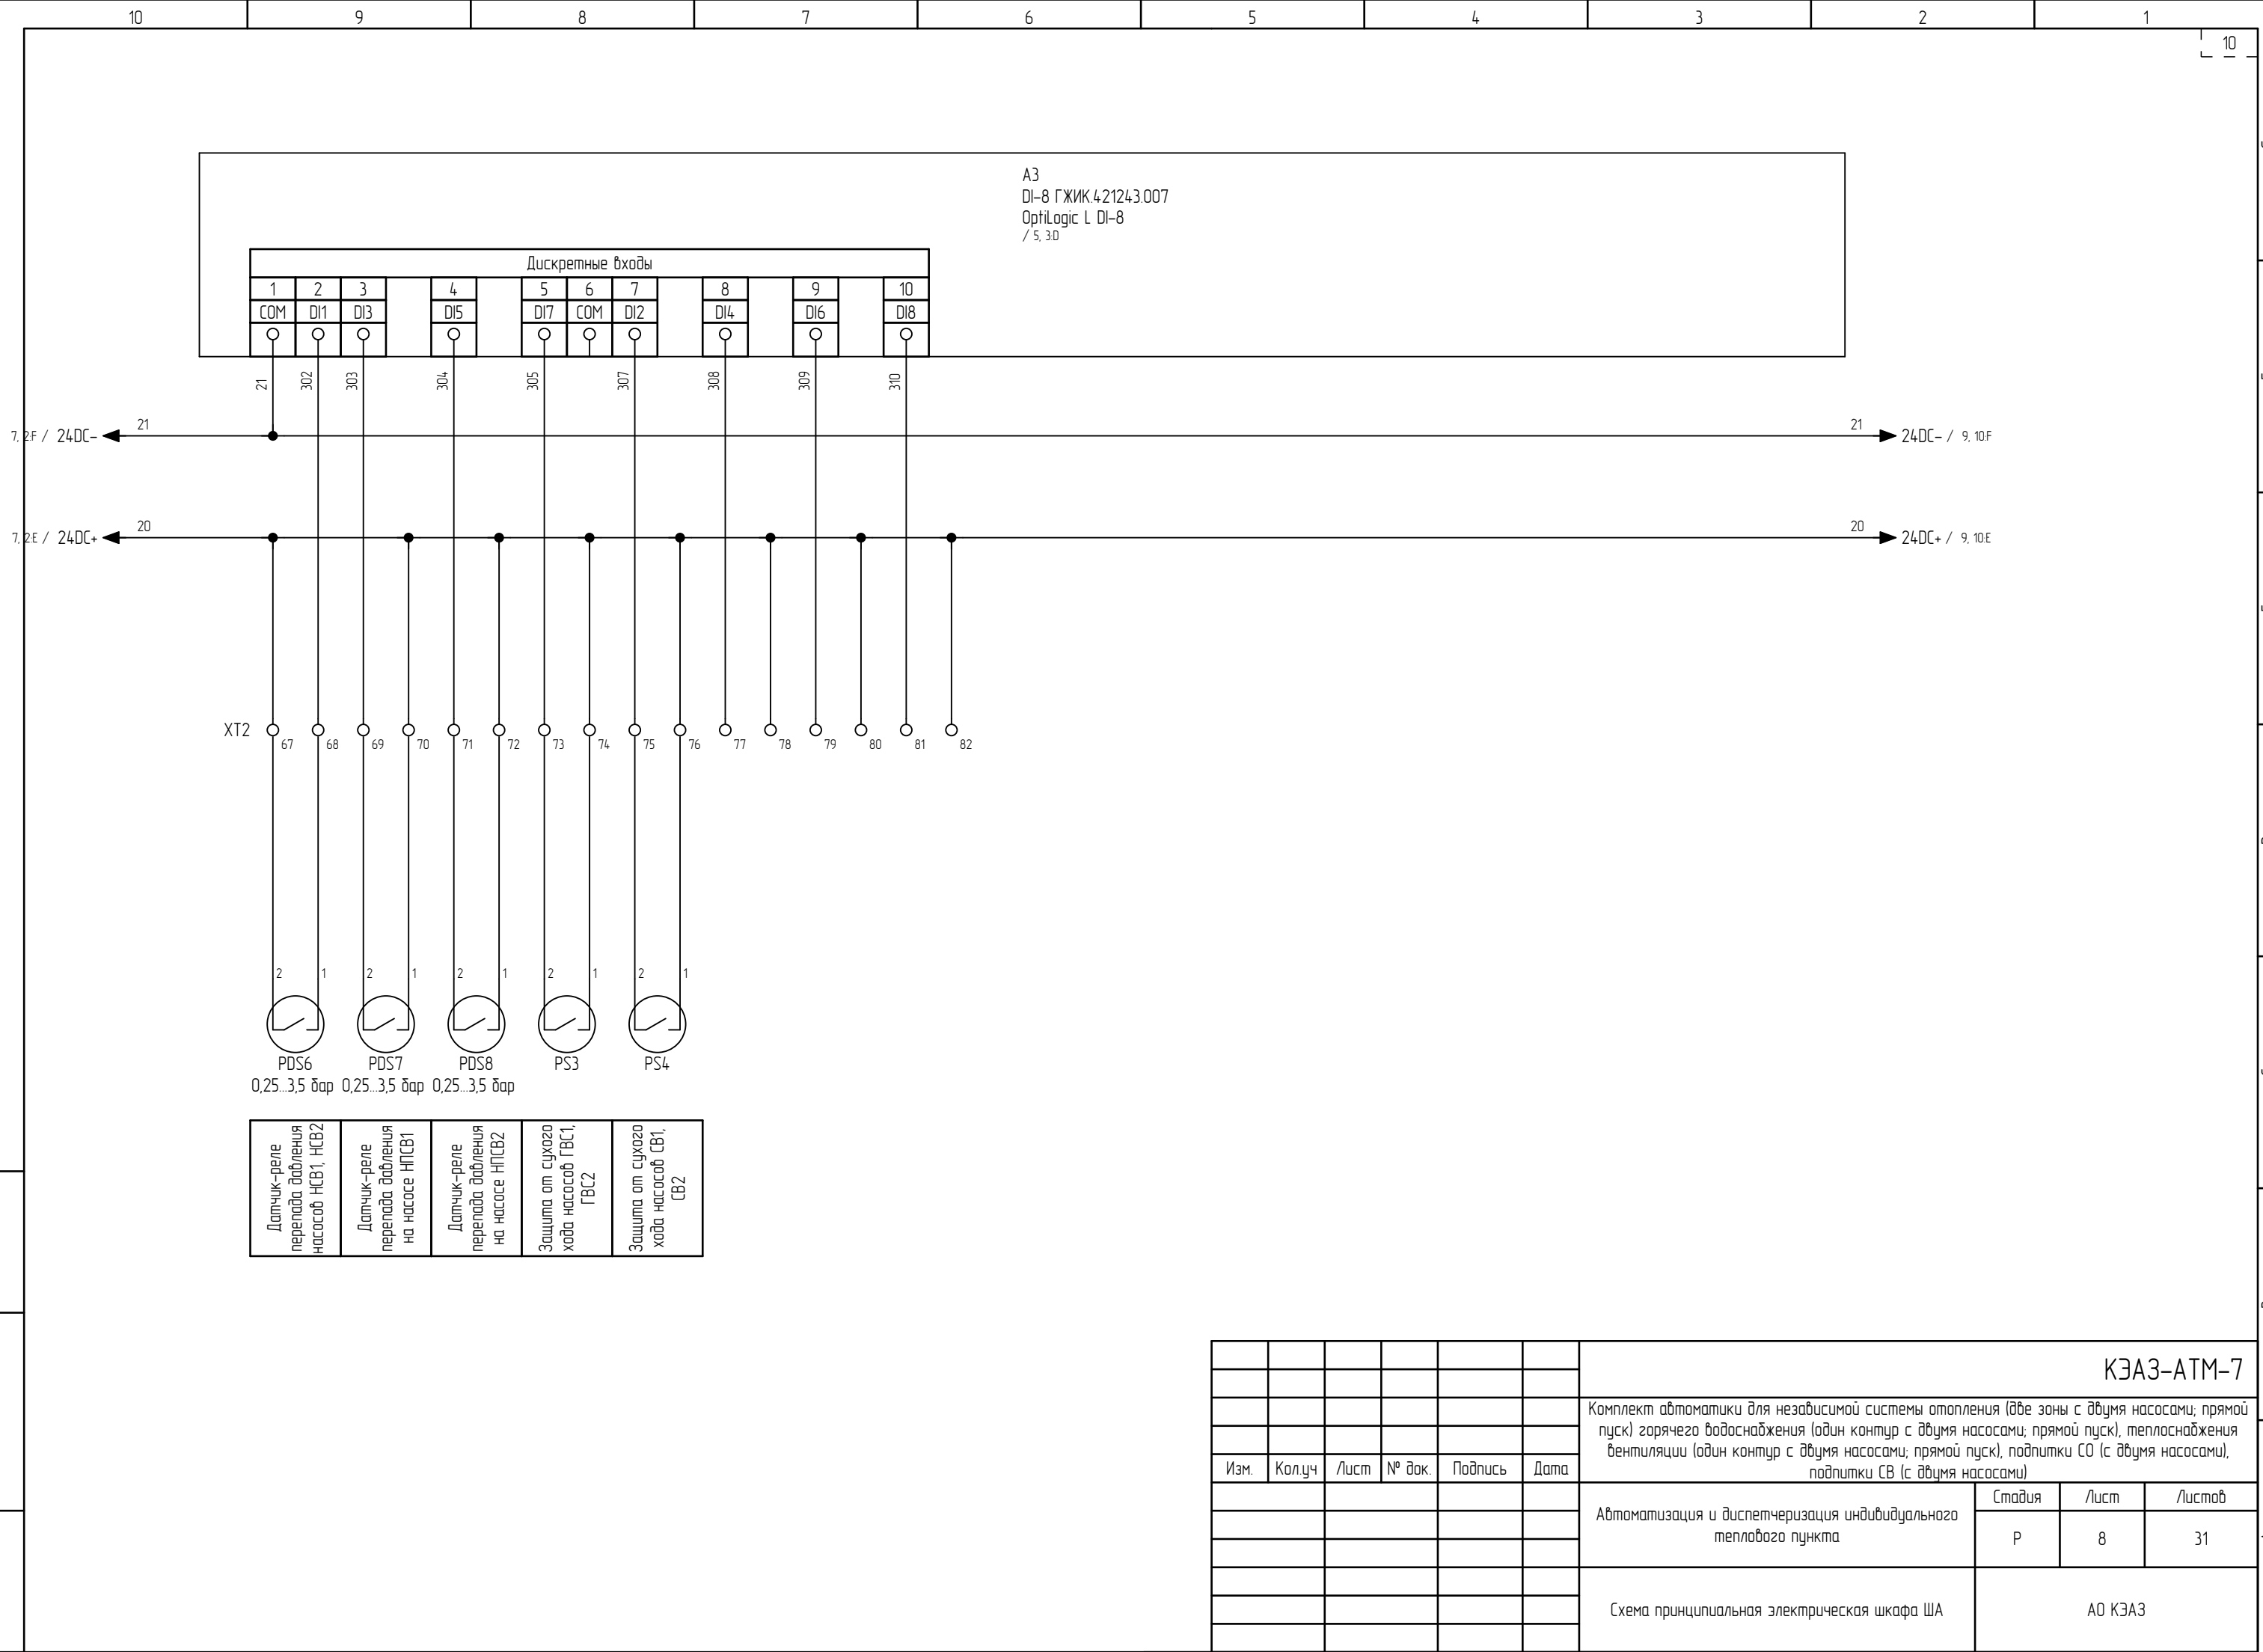 10 9 8 7 6 5 4 3 2 1
10
А3
DI-8 ГЖИК.421243.007
OptiLogic L DI-8
/ 5, 3:D
Дискретные входы
1 2 3 4 5 6 7 8 9 10
COM DI1 DI3 DI5 DI7 COM DI2 DI4 DI6 DI8
21 302 303 304 305 307 308 309 310
7, 2:F / 24DC- 21 21 24DC- / 9, 10:F
7, 2:E / 24DC+ 20 20 24DC+ / 9, 10:E
XT2 67 68 69 70 71 72 73 74 75 76 77 78 79 80 81 82
2 1 2 1 2 1 2 1 2 1
PDS6 PDS7 PDS8 PS3 PS4
0,25...3,5 бар 0,25...3,5 бар 0,25...3,5 бар
Датчик-реле
перепада давления
насосов НСВ1, НСВ2
Датчик-реле
перепада давления
на насосе НПСВ1
Датчик-реле
перепада давления
на насосе НПСВ2
Защита от сухого
хода насосов ГВС1,
ГВС2
Защита от сухого
хода насосов СВ1,
СВ2
КЭАЗ-АТМ-7
Комплект автоматики для независимой системы отопления (две зоны с двумя насосами; прямой
пуск) горячего водоснабжения (один контур с двумя насосами; прямой пуск), теплоснабжения
вентиляции (один контур с двумя насосами; прямой пуск), подпитки СО (с двумя насосами),
подпитки СВ (с двумя насосами)
Изм. Кол.уч Лист № док. Подпись Дата
Автоматизация и диспетчеризация индивидуального
теплового пункта
Стадия Лист Листов
Р 8 31
Схема принципиальная электрическая шкафа ША
АО КЭАЗ